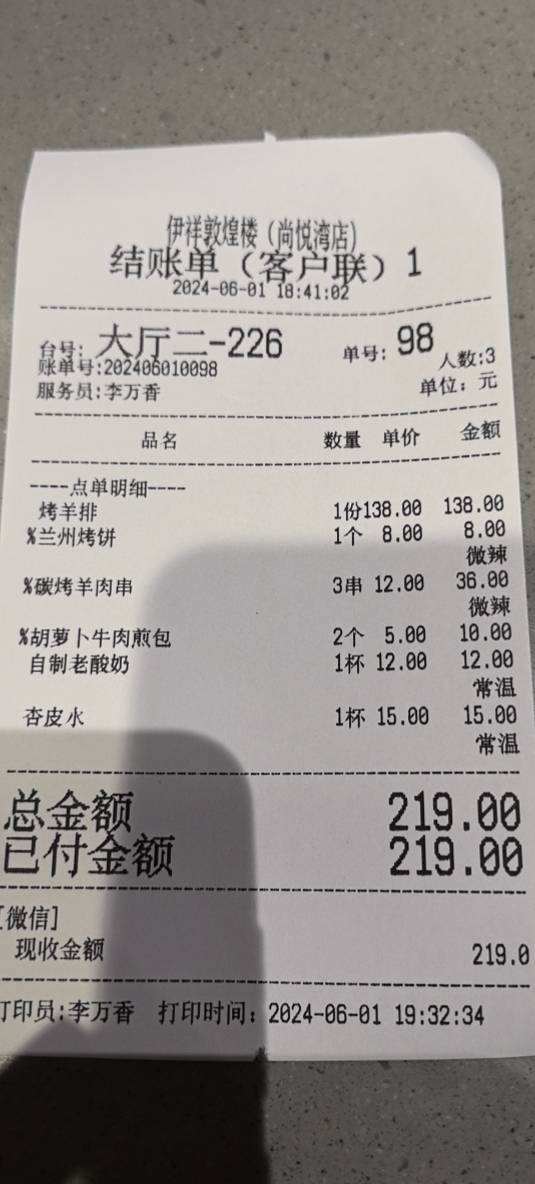 伊祥敦煌楼（尚悦湾店）
结账单（客户联）1
2024-06-01 18:41:02
台号: 大厅二-226 单号: 98
账单号:202406010098 人数:3
服务员:李万香 单位: 元
品名 数量 单价 金额
----点单明细----
烤羊排 1份138.00 138.00
%兰州烤饼 1个 8.00 8.00
微辣
%碳烤羊肉串 3串 12.00 36.00
微辣
%胡萝卜牛肉煎包 2个 5.00 10.00
自制老酸奶 1杯 12.00 12.00
常温
杏皮水 1杯 15.00 15.00
常温
总金额 219.00
已付金额 219.00
[微信]
现收金额 219.0
打印员:李万香 打印时间: 2024-06-01 19:32:34